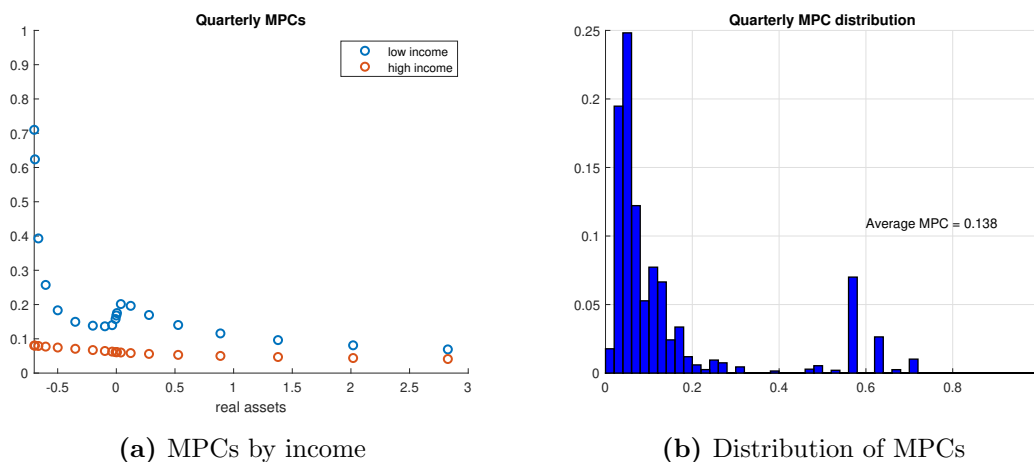 Quarterly MPCs
1
0.9
0.8
0.7
0.6
0.5
0.4
0.3
0.2
0.1
0
low income
high income
-0.5 0 0.5 1 1.5 2 2.5 3
real assets
(a) MPCs by income
Quarterly MPC distribution
0.25
0.2
0.15
0.1
0.05
0
Average MPC = 0.138
0 0.2 0.4 0.6 0.8
(b) Distribution of MPCs